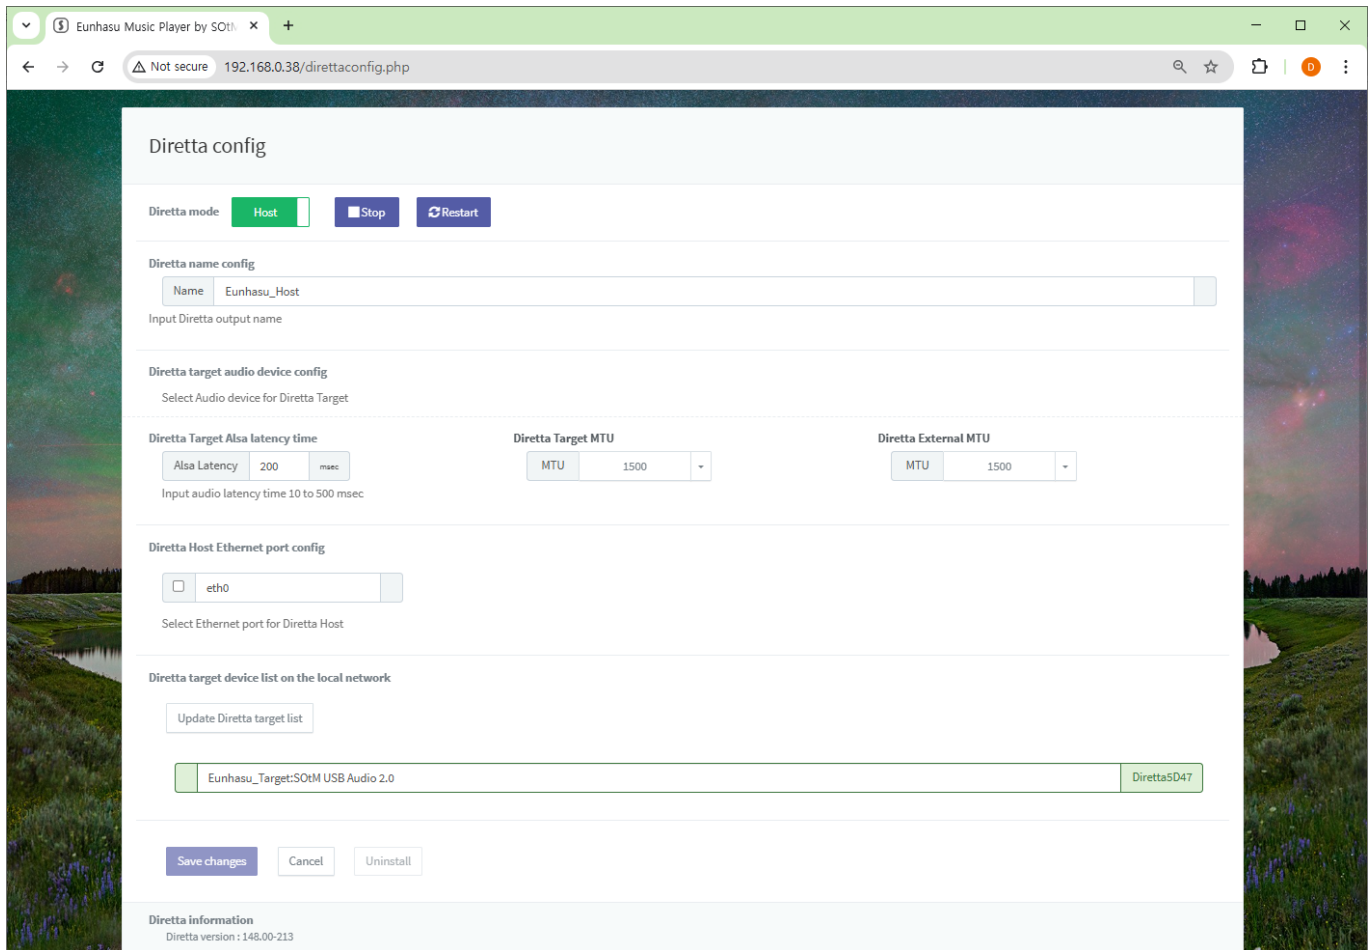 Eunhasu Music Player by SOtM
Not secure 192.168.0.38/direttaconfig.php
D
Diretta config
Diretta mode Host Stop Restart
Diretta name config
Name Eunhasu_Host
Input Diretta output name
Diretta target audio device config
Select Audio device for Diretta Target
Diretta Target Alsa latency time Diretta Target MTU Diretta External MTU
Alsa Latency 200 msec MTU 1500 MTU 1500
Input audio latency time 10 to 500 msec
Diretta Host Ethernet port config
eth0
Select Ethernet port for Diretta Host
Diretta target device list on the local network
Update Diretta target list
Eunhasu_Target:SOtM USB Audio 2.0 Diretta5D47
Save changes Cancel Uninstall
Diretta information
Diretta version : 148.00-213